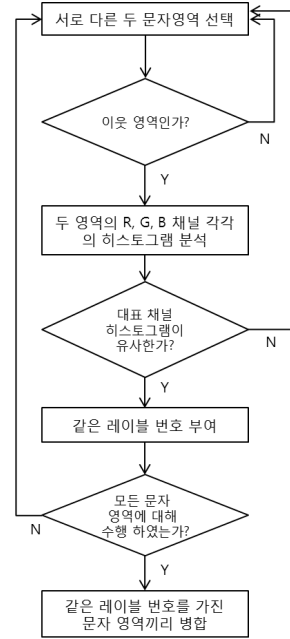 서로 다른 두 문자영역 선택
이웃 영역인가?
N
Y
두 영역의 R, G, B 채널 각각
의 히스토그램 분석
대표 채널
히스토그램이
유사한가?
N
Y
같은 레이블 번호 부여
모든 문자
영역에 대해
수행 하였는가?
N
Y
같은 레이블 번호를 가진
문자 영역끼리 병합